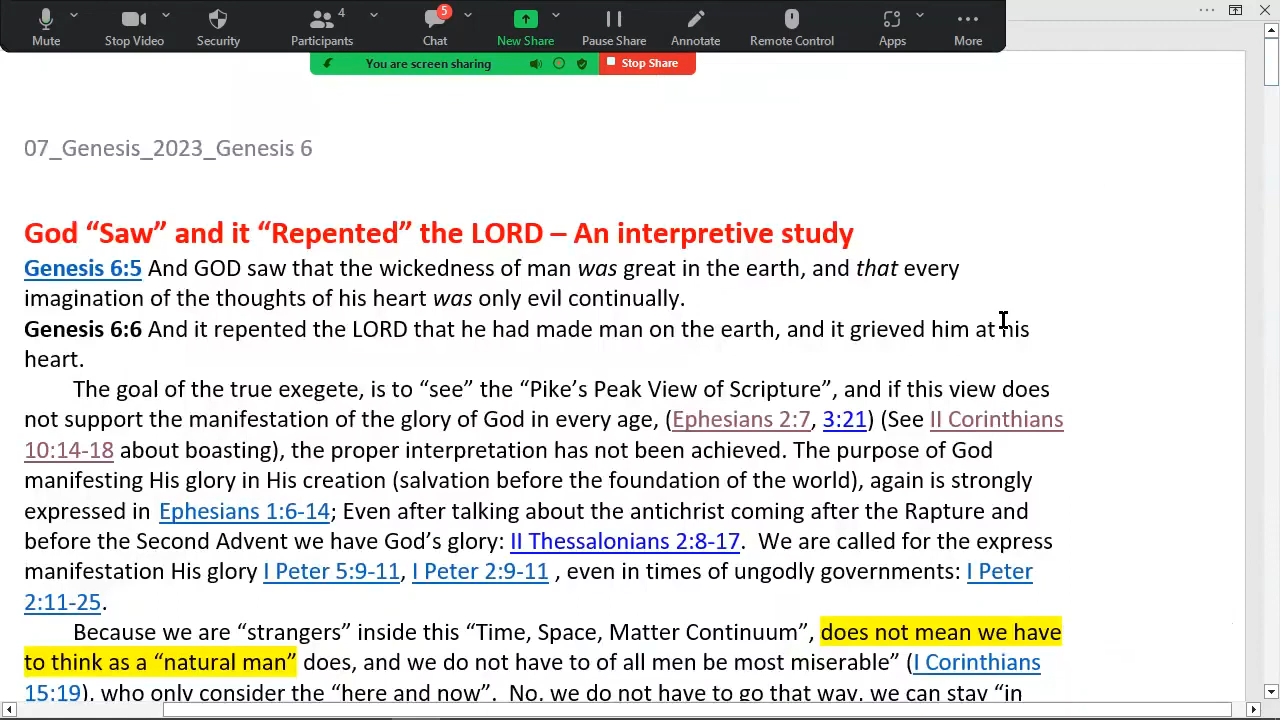 Mute
Stop Video
Security
4
Participants
5
Chat
New Share
Pause Share
Annotate
Remote Control
Apps
More
You are screen sharing
Stop Share
07_Genesis_2023_Genesis 6
God “Saw” and it “Repented” the LORD – An interpretive study
Genesis 6:5 And GOD saw that the wickedness of man was great in the earth, and that every
imagination of the thoughts of his heart was only evil continually.
Genesis 6:6 And it repented the LORD that he had made man on the earth, and it grieved him at his
heart.
The goal of the true exegete, is to “see” the “Pike’s Peak View of Scripture”, and if this view does
not support the manifestation of the glory of God in every age, (Ephesians 2:7, 3:21) (See II Corinthians
10:14-18 about boasting), the proper interpretation has not been achieved. The purpose of God
manifesting His glory in His creation (salvation before the foundation of the world), again is strongly
expressed in Ephesians 1:6-14; Even after talking about the antichrist coming after the Rapture and
before the Second Advent we have God’s glory: II Thessalonians 2:8-17. We are called for the express
manifestation His glory I Peter 5:9-11, I Peter 2:9-11 , even in times of ungodly governments: I Peter
2:11-25.
Because we are “strangers” inside this “Time, Space, Matter Continuum”, does not mean we have
to think as a “natural man” does, and we do not have to of all men be most miserable” (I Corinthians
15:19), who only consider the “here and now”. No, we do not have to go that way, we can stay “in